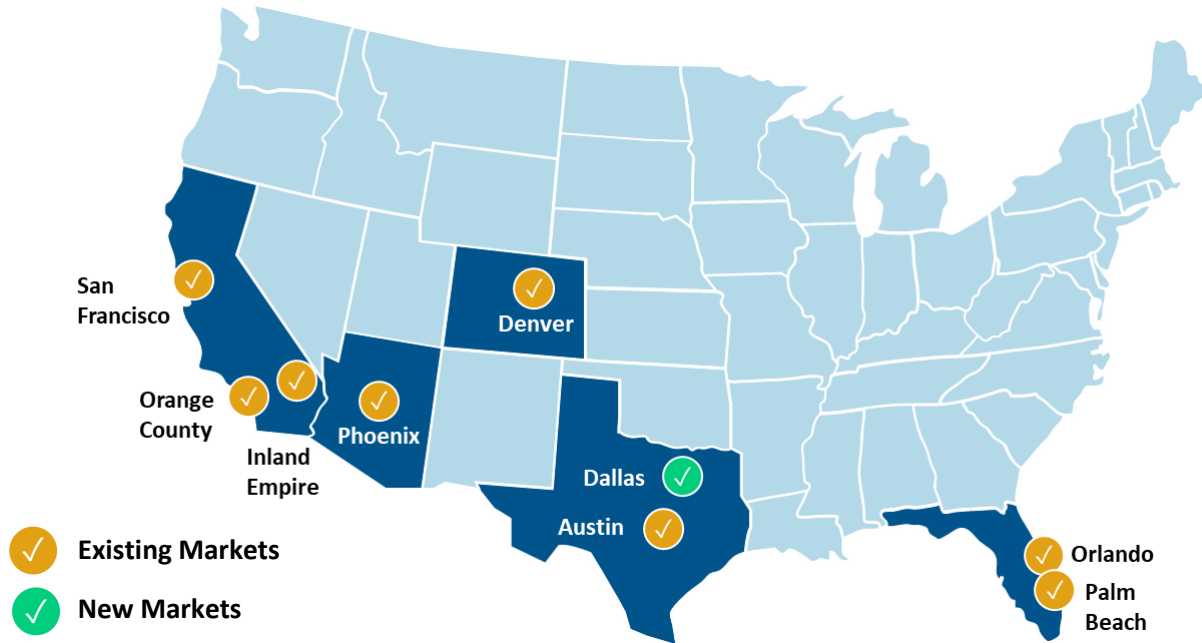 San
Francisco
Denver
Orange
County
Phoenix
Inland
Empire
Dallas
Austin
Existing Markets
New Markets
Orlando
Palm
Beach